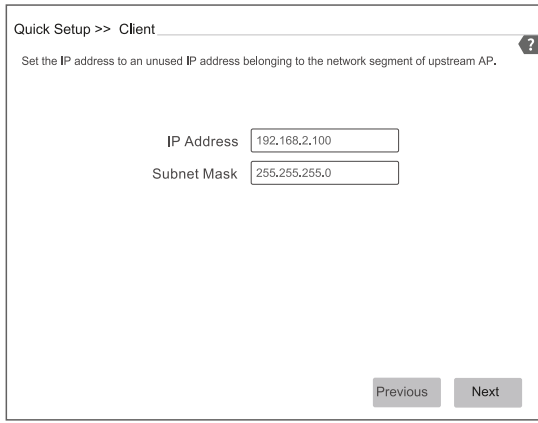 Quick Setup >> Client
?
Set the IP address to an unused IP address belonging to the network segment of upstream AP.
IP Address 192.168.2.100
Subnet Mask 255.255.255.0
Previous Next